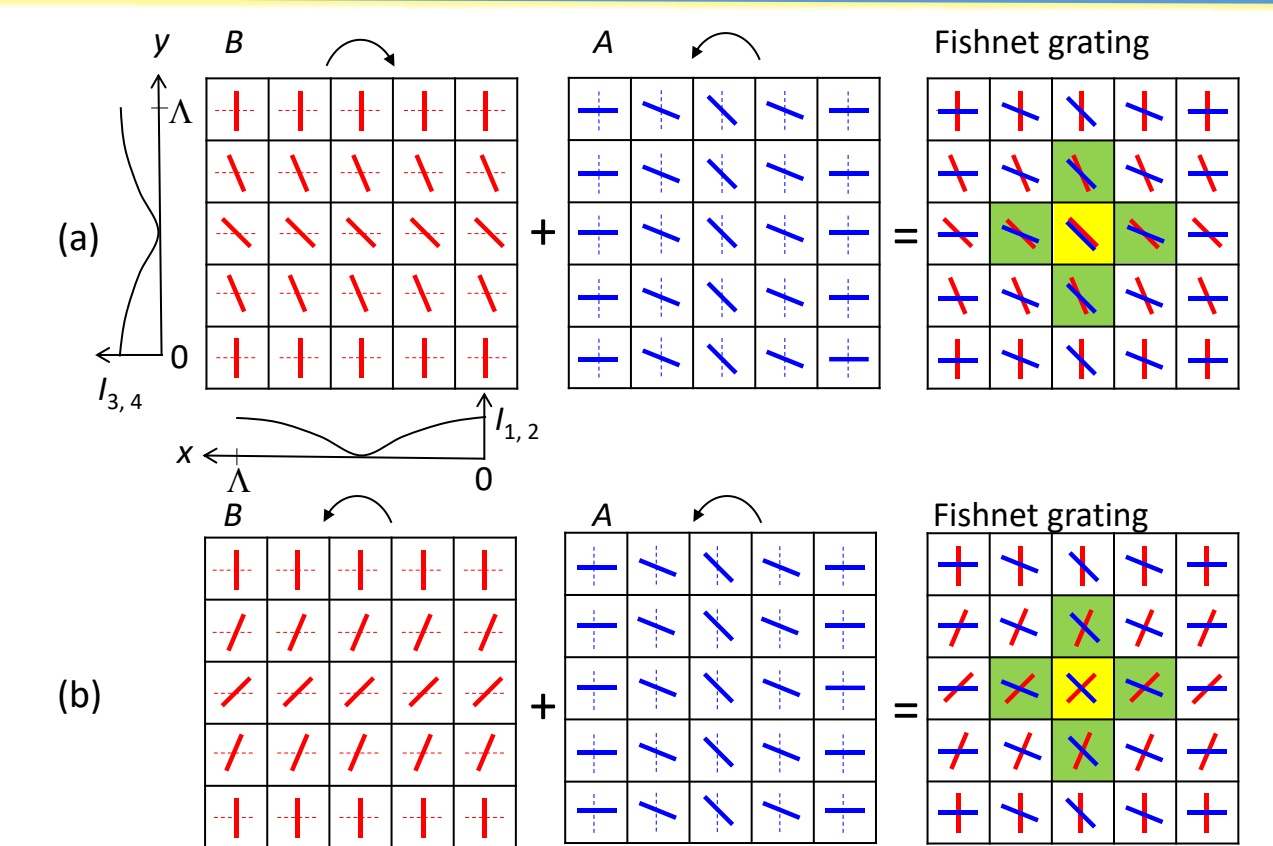 y B A Fishnet grating
Λ
(a) + =
0
I3, 4
I1, 2
x
Λ 0
B A Fishnet grating
(b) + =